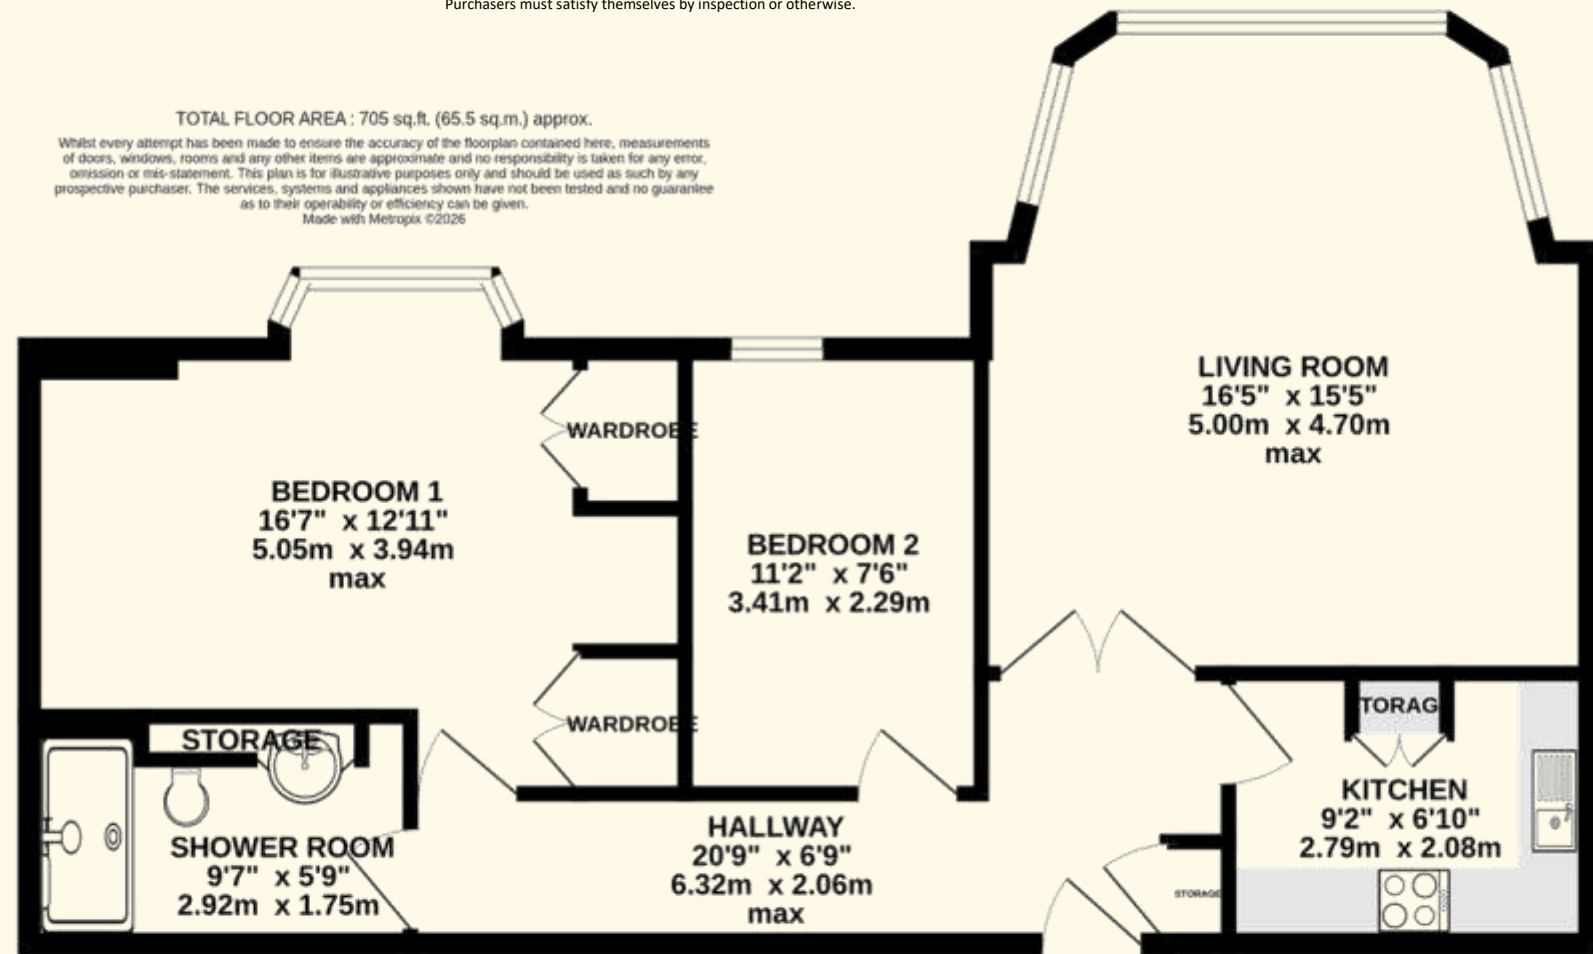 Purchasers must satisfy themselves by inspection or otherwise.
TOTAL FLOOR AREA : 705 sq.ft. (65.5 sq.m.) approx.
Whilst every attempt has been made to ensure the accuracy of the floorplan contained here, measurements
of doors, windows, rooms and any other items are approximate and no responsibility is taken for any error,
omission or mis-statement. This plan is for illustrative purposes only and should be used as such by any
prospective purchaser. The services, systems and appliances shown have not been tested and no guarantee
as to their operability or efficiency can be given.
Made with Metropix ©2026
LIVING ROOM
16'5" x 15'5"
5.00m x 4.70m
max
WARDROBE
BEDROOM 1
16'7" x 12'11"
5.05m x 3.94m
max
BEDROOM 2
11'2" x 7'6"
3.41m x 2.29m
WARDROBE
STORAGE
TORAG
KITCHEN
9'2" x 6'10"
2.79m x 2.08m
SHOWER ROOM
9'7" x 5'9"
2.92m x 1.75m
HALLWAY
20'9" x 6'9"
6.32m x 2.06m
max
STORAGE